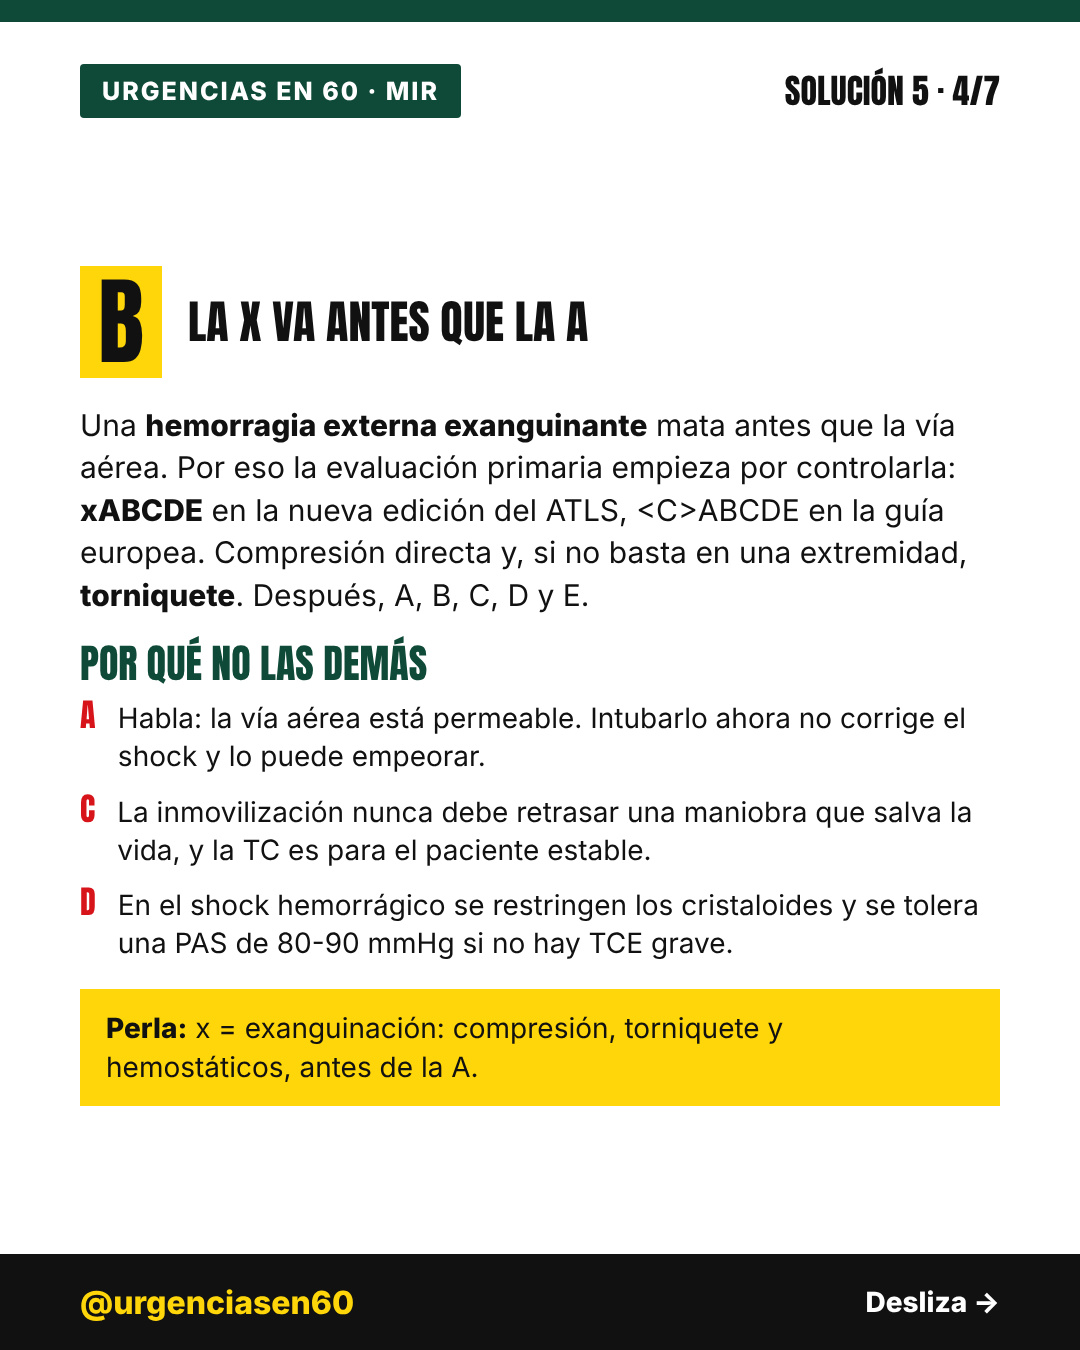 URGENCIAS EN 60 · MIR
SOLUCIÓN 5 · 4/7
B
LA X VA ANTES QUE LA A
Una hemorragia externa exanguinante mata antes que la vía
aérea. Por eso la evaluación primaria empieza por controlarla:
xABCDE en la nueva edición del ATLS, <C>ABCDE en la guía
europea. Compresión directa y, si no basta en una extremidad,
torniquete. Después, A, B, C, D y E.
POR QUÉ NO LAS DEMÁS
A Habla: la vía aérea está permeable. Intubarlo ahora no corrige el
shock y lo puede empeorar.
C La inmovilización nunca debe retrasar una maniobra que salva la
vida, y la TC es para el paciente estable.
D En el shock hemorrágico se restringen los cristaloides y se tolera
una PAS de 80-90 mmHg si no hay TCE grave.
Perla: x = exanguinación: compresión, torniquete y
hemostáticos, antes de la A.
@urgenciasen60
Desliza →